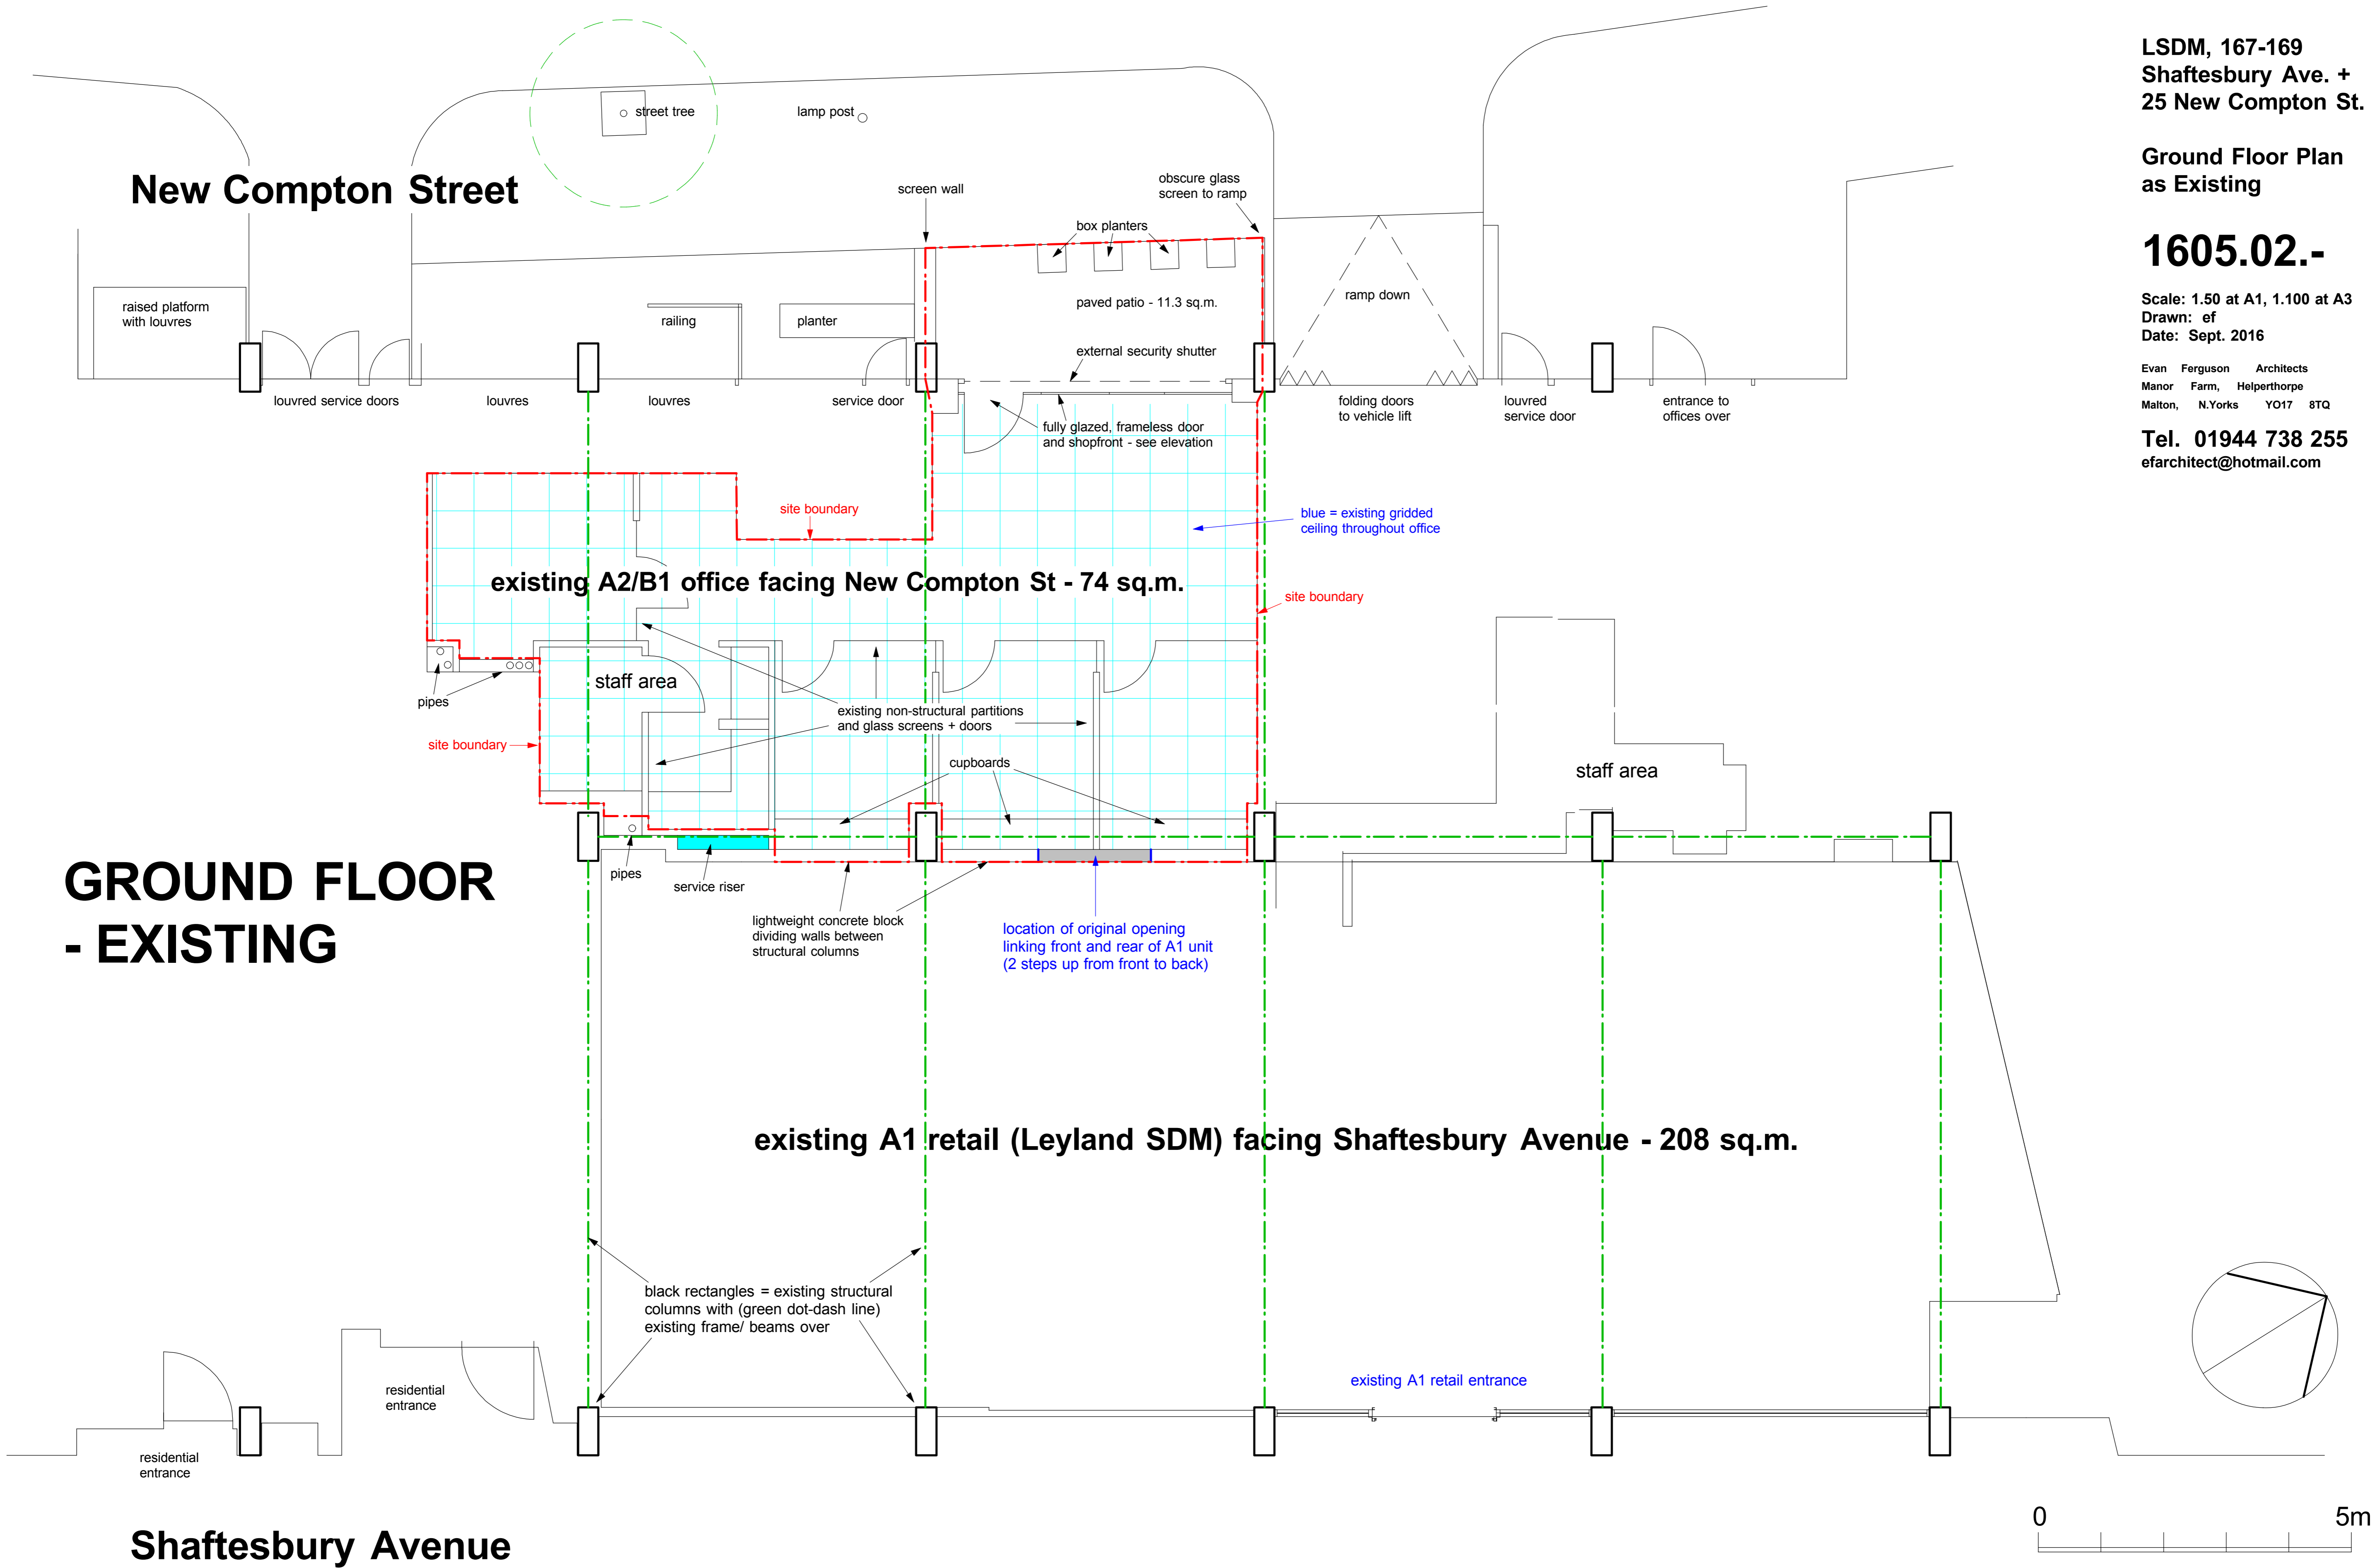 LSDM, 167-169
Shaftesbury Ave. +
25 New Compton St.
Ground Floor Plan
as Existing
1605.02.-
Scale: 1.50 at A1, 1.100 at A3
Drawn: ef
Date: Sept. 2016
Evan Ferguson Architects
Manor Farm, Helperthorpe
Malton, N.Yorks YO17 8TQ
Tel. 01944 738 255
efarchitect@hotmail.com
street tree
lamp post
New Compton Street
screen wall
obscure glass
screen to ramp
box planters
raised platform
with louvres
railing
planter
paved patio - 11.3 sq.m.
ramp down
external security shutter
louvred service doors
louvres
louvres
service door
folding doors
to vehicle lift
louvred
service door
entrance to
offices over
fully glazed, frameless door
and shopfront - see elevation
site boundary
blue = existing gridded
ceiling throughout office
existing A2/B1 office facing New Compton St - 74 sq.m.
site boundary
staff area
pipes
existing non-structural partitions
and glass screens + doors
site boundary
cupboards
staff area
GROUND FLOOR
- EXISTING
pipes
service riser
lightweight concrete block
dividing walls between
structural columns
location of original opening
linking front and rear of A1 unit
(2 steps up from front to back)
existing A1 retail (Leyland SDM) facing Shaftesbury Avenue - 208 sq.m.
black rectangles = existing structural
columns with (green dot-dash line)
existing frame/ beams over
existing A1 retail entrance
residential
entrance
residential
entrance
Shaftesbury Avenue
0 5m